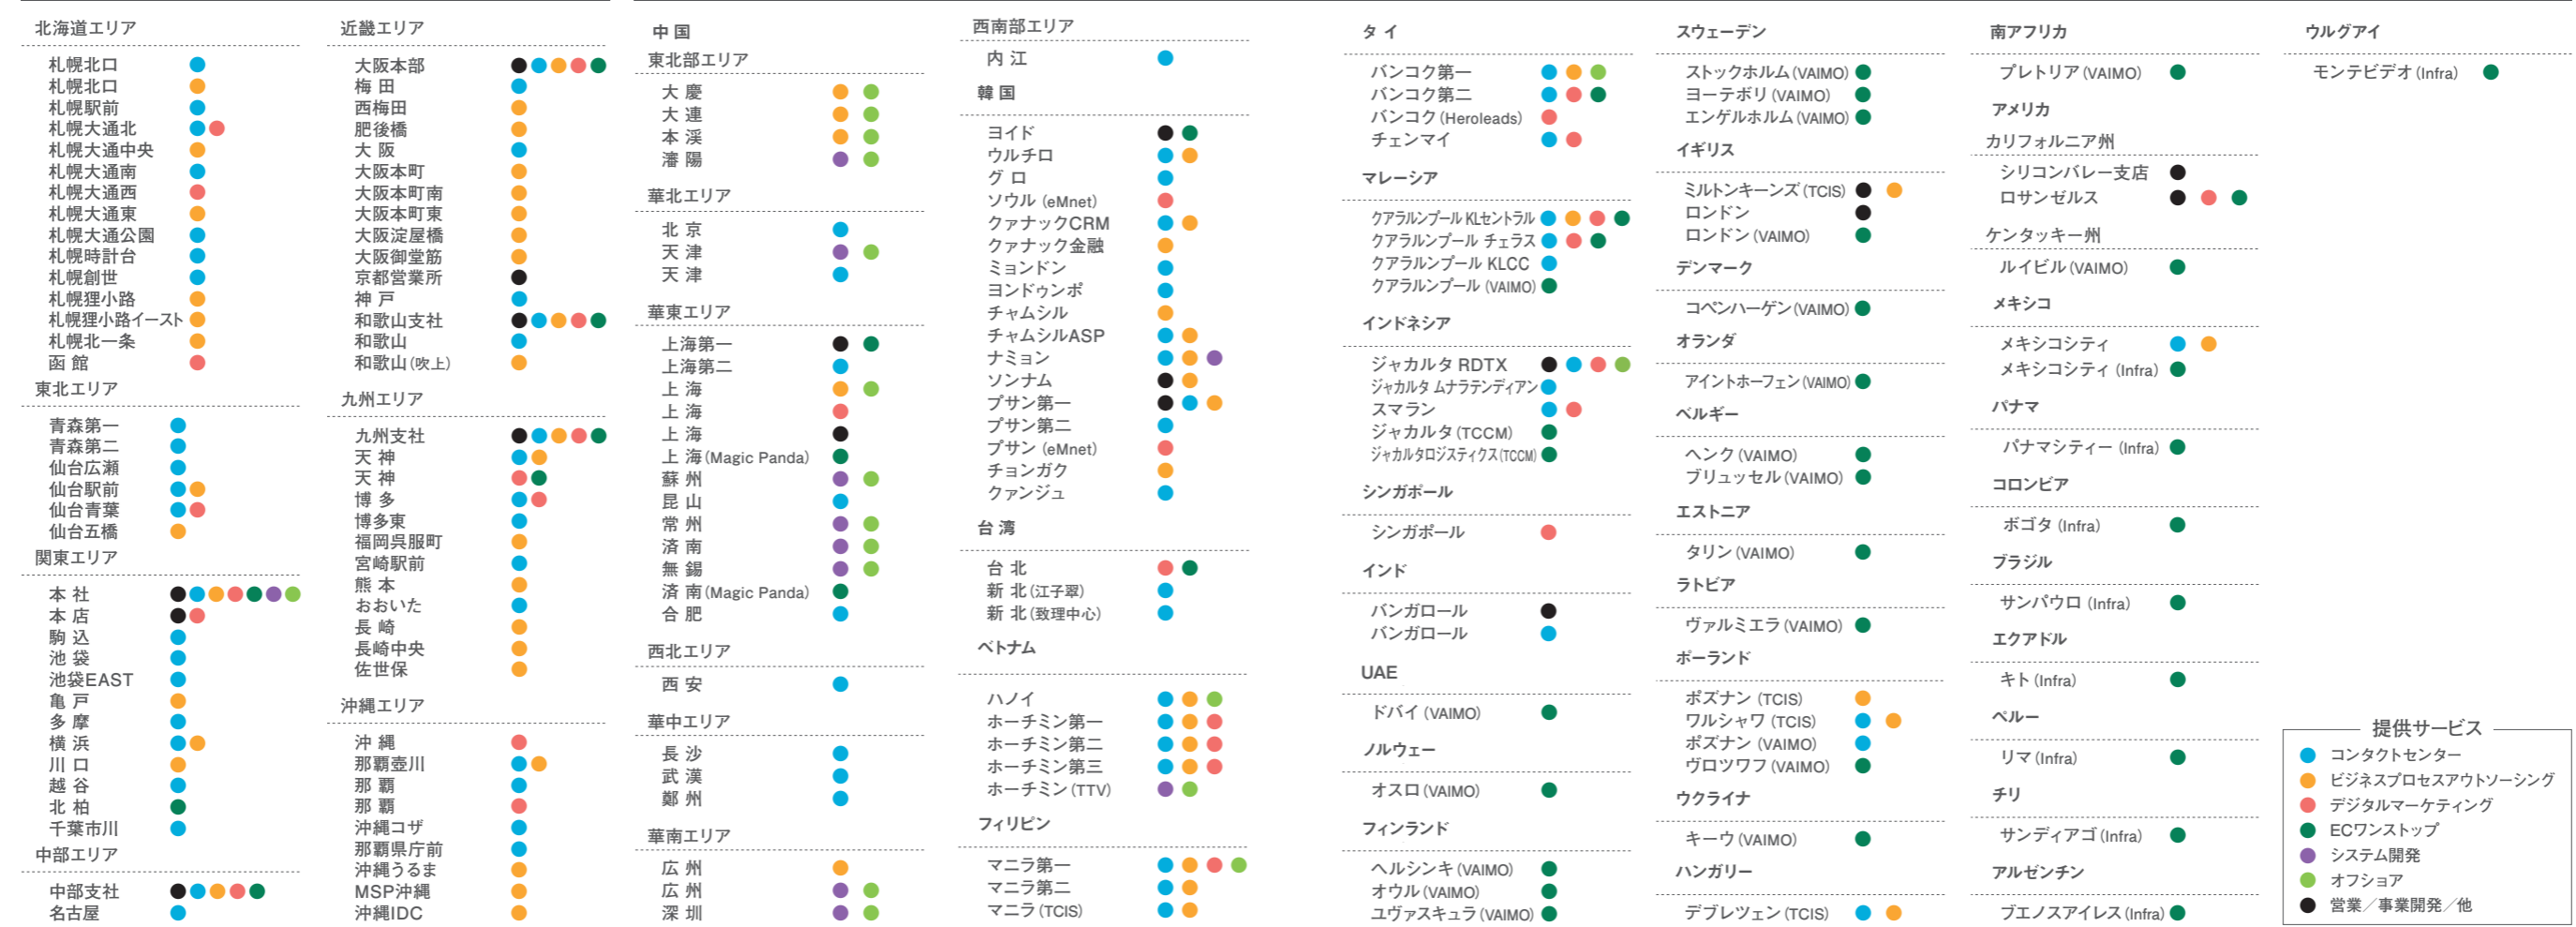 北海道エリア
札幌北口
札幌北口
札幌駅前
札幌大通北
札幌大通中央
札幌大通南
札幌大通西
札幌大通東
札幌大通公園
札幌時計台
札幌創世
札幌狸小路
札幌狸小路イースト
札幌北一条
函 館
東北エリア
青森第一
青森第二
仙台広瀬
仙台駅前
仙台青葉
仙台五橋
関東エリア
本 社
本 店
駒 込
池 袋
池袋EAST
亀 戸
多 摩
横 浜
川 口
越 谷
北 柏
千葉市川
中部エリア
中部支社
名古屋
近畿エリア
大阪本部
梅 田
西梅田
肥後橋
大 阪
大阪本町
大阪本町南
大阪本町東
大阪淀屋橋
大阪御堂筋
京都営業所
神 戸
和歌山支社
和歌山
和歌山(吹上)
九州エリア
九州支社
天 神
天 神
博 多
博多東
福岡呉服町
宮崎駅前
熊 本
おおいた
長 崎
長崎中央
佐世保
沖縄エリア
沖 縄
那覇壺川
那 覇
那 覇
沖縄コザ
那覇県庁前
沖縄うるま
MSP沖縄
沖縄IDC
中 国
東北部エリア
大 慶
大 連
本 渓
瀋 陽
華北エリア
北 京
天 津
天 津
華東エリア
上海第一
上海第二
上 海
上 海
上 海
上 海(Magic Panda)
蘇 州
昆 山
常 州
済 南
無 錫
済 南(Magic Panda)
合 肥
西北エリア
西 安
華中エリア
長 沙
武 漢
鄭 州
華南エリア
広 州
広 州
深 圳
西南部エリア
内 江
韓 国
ヨイド
ウルチロ
グ ロ
ソウル (eMnet)
クァナックCRM
クァナック金融
ミョンドン
ヨンドゥンポ
チャムシル
チャムシルASP
ナミョン
ソンナム
プサン第一
プサン第二
プサン (eMnet)
チョンガク
クァンジュ
台 湾
台 北
新 北(江子翠)
新 北(致理中心)
ベトナム
ハノイ
ホーチミン第一
ホーチミン第二
ホーチミン第三
ホーチミン(TTV)
フィリピン
マニラ第一
マニラ第二
マニラ(TCIS)
タ イ
バンコク第一
バンコク第二
バンコク(Heroleads)
チェンマイ
マレーシア
クアラルンプール KLセントラル
クアラルンプール チェラス
クアラルンプール KLCC
クアラルンプール (VAIMO)
インドネシア
ジャカルタ RDTX
ジャカルタ ムナラテンディアン
スマラン
ジャカルタ(TCCM)
ジャカルタロジスティクス(TCCM)
シンガポール
シンガポール
インド
バンガロール
バンガロール
UAE
ドバイ(VAIMO)
ノルウェー
オスロ(VAIMO)
フィンランド
ヘルシンキ(VAIMO)
オウル(VAIMO)
ユヴァスキュラ(VAIMO)
スウェーデン
ストックホルム(VAIMO)
ヨーテボリ(VAIMO)
エンゲルホルム(VAIMO)
イギリス
ミルトンキーンズ(TCIS)
ロンドン
ロンドン(VAIMO)
デンマーク
コペンハーゲン(VAIMO)
オランダ
アイントホーフェン(VAIMO)
ベルギー
ヘンク(VAIMO)
ブリュッセル(VAIMO)
エストニア
タリン(VAIMO)
ラトビア
ヴァルミエラ(VAIMO)
ポーランド
ポズナン(TCIS)
ワルシャワ(TCIS)
ポズナン(VAIMO)
ヴロツワフ(VAIMO)
ウクライナ
キーウ(VAIMO)
ハンガリー
デブレツェン(TCIS)
南アフリカ
プレトリア(VAIMO)
アメリカ
カリフォルニア州
シリコンバレー支店
ロサンゼルス
ケンタッキー州
ルイビル(VAIMO)
メキシコ
メキシコシティ
メキシコシティ(Infra)
パナマ
パナマシティー(Infra)
コロンビア
ボゴタ(Infra)
ブラジル
サンパウロ(Infra)
エクアドル
キト(Infra)
ペルー
リマ(Infra)
チリ
サンディアゴ(Infra)
アルゼンチン
ブエノスアイレス(Infra)
ウルグアイ
モンテビデオ(Infra)
提供サービス
コンタクトセンター
ビジネスプロセスアウトソーシング
デジタルマーケティング
ECワンストップ
システム開発
オフショア
営業／事業開発／他